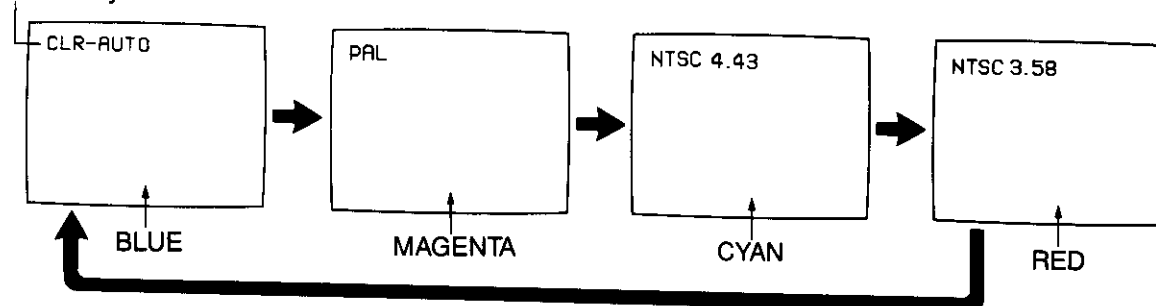 CLR-AUTO
PAL
NTSC 4.43
NTSC 3.58
BLUE
MAGENTA
CYAN
RED